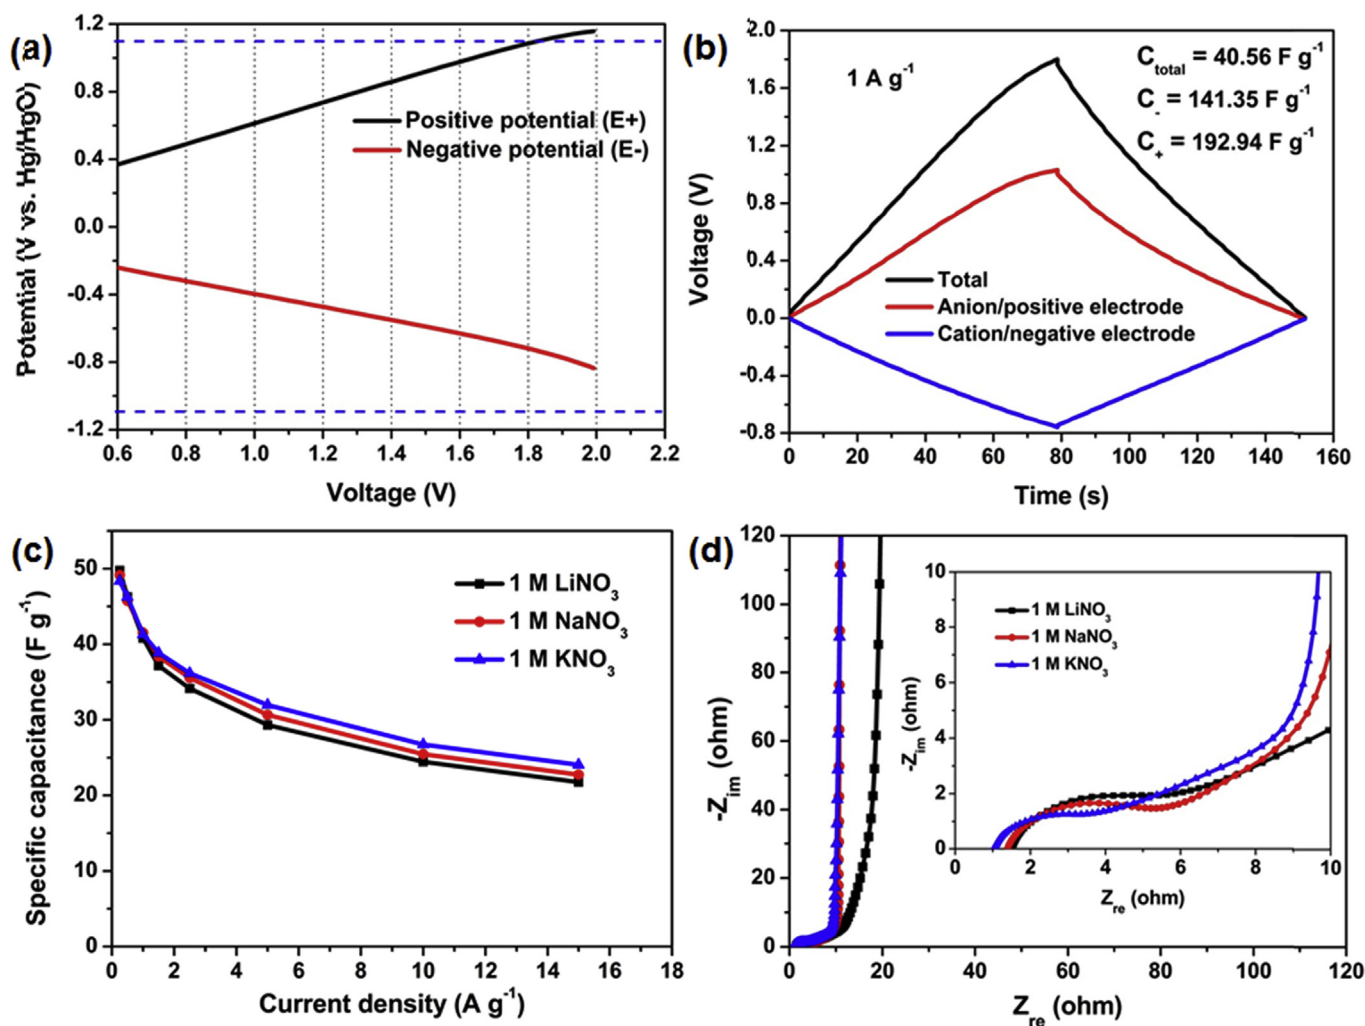 (a)
1.2
0.8
0.4
0.0
-0.4
-0.8
-1.2
Potential (V vs. Hg/HgO)
Positive potential (E+)
Negative potential (E-)
0.6 0.8 1.0 1.2 1.4 1.6 1.8 2.0 2.2
Voltage (V)
(b)
2.0
1.6
1.2
0.8
0.4
0.0
-0.4
-0.8
Voltage (V)
1 A g⁻¹
C_total = 40.56 F g⁻¹
C_- = 141.35 F g⁻¹
C_+ = 192.94 F g⁻¹
Total
Anion/positive electrode
Cation/negative electrode
0 20 40 60 80 100 120 140 160
Time (s)
(c)
50
40
30
20
10
0
Specific capacitance (F g⁻¹)
1 M LiNO₃
1 M NaNO₃
1 M KNO₃
0 2 4 6 8 10 12 14 16 18
Current density (A g⁻¹)
(d)
120
100
80
60
40
20
0
-Z_im (ohm)
10
8
6
4
2
0
-Z_im (ohm)
1 M LiNO₃
1 M NaNO₃
1 M KNO₃
0 2 4 6 8 10
Z_re (ohm)
0 20 40 60 80 100 120
Z_re (ohm)